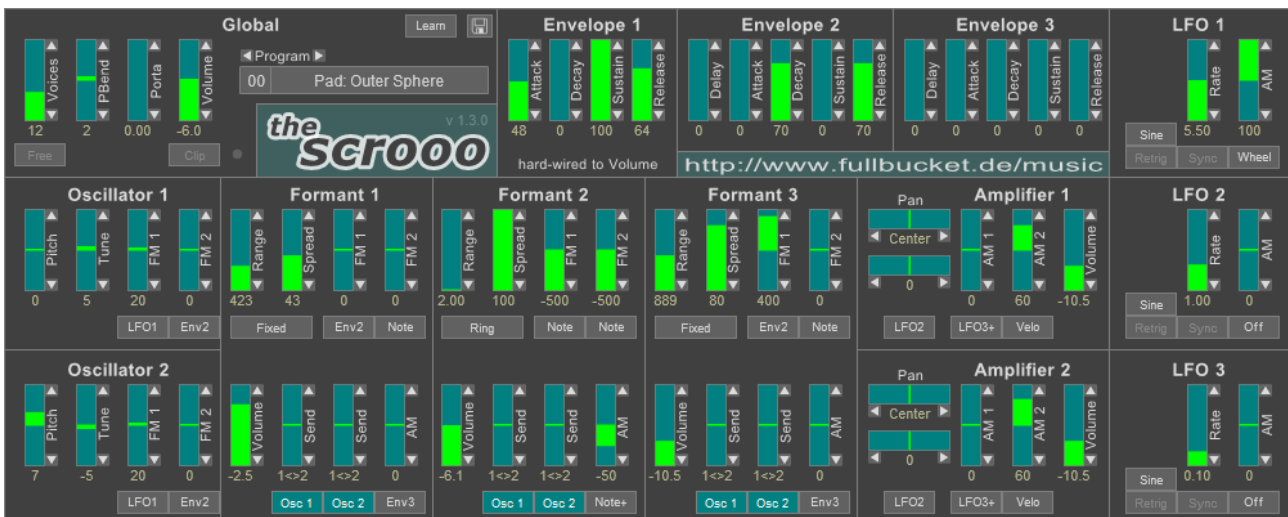 Global
Learn
Voices
PBend
Porta
Volume
12 2 0.00 -6.0
Free
Clip
Program
00 Pad: Outer Sphere
the scrooo
v 1.3.0
Envelope 1
Attack Decay Sustain Release
48 0 100 64
hard-wired to Volume
Envelope 2
Delay Attack Decay Sustain Release
0 0 70 0 70
Envelope 3
Delay Attack Decay Sustain Release
0 0 0 0 0
http://www.fullbucket.de/music
LFO 1
Rate AM
Sine 5.50 100
Retrig Sync Wheel
Oscillator 1
Pitch Tune FM 1 FM 2
0 5 20 0
LFO1 Env2
Formant 1
Range Spread FM 1 FM 2
423 43 0 0
Fixed Env2 Note
Formant 2
Range Spread FM 1 FM 2
2.00 100 -500 -500
Ring Note Note
Formant 3
Range Spread FM 1 FM 2
889 80 400 0
Fixed Env2 Note
Amplifier 1
Pan
Center
0
AM 1 AM 2 Volume
0 60 -10.5
LFO2 LFO3+ Velo
LFO 2
Rate AM
Sine 1.00 0
Retrig Sync Off
Oscillator 2
Pitch Tune FM 1 FM 2
7 -5 20 0
LFO1 Env2
Volume Send Send AM
-2.5 1<>2 1<>2 0
Osc 1 Osc 2 Env3
Volume Send Send AM
-6.1 1<>2 1<>2 -50
Osc 1 Osc 2 Note+
Volume Send Send AM
-10.5 1<>2 1<>2 0
Osc 1 Osc 2 Env3
Amplifier 2
Pan
Center
0
AM 1 AM 2 Volume
0 60 -10.5
LFO2 LFO3+ Velo
LFO 3
Rate AM
Sine 0.10 0
Retrig Sync Off